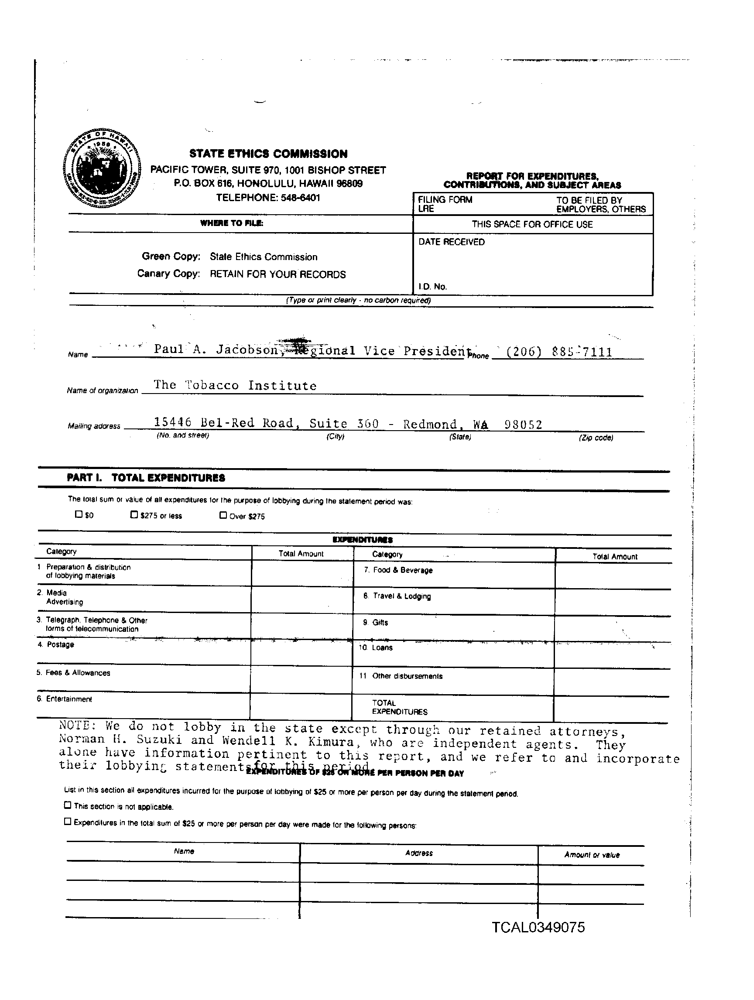 STATE OF HAWAII
1959
STATE ETHICS COMMISSION
PACIFIC TOWER, SUITE 970, 1001 BISHOP STREET
P.O. BOX 616, HONOLULU, HAWAII 96809
TELEPHONE: 548-6401
REPORT FOR EXPENDITURES,
CONTRIBUTIONS, AND SUBJECT AREAS
FILING FORM TO BE FILED BY
LRE EMPLOYERS, OTHERS
WHERE TO FILE: THIS SPACE FOR OFFICE USE
DATE RECEIVED
Green Copy: State Ethics Commission
Canary Copy: RETAIN FOR YOUR RECORDS
I.D. No.
(Type or print clearly - no carbon required)
Name Paul A. Jacobson, Regional Vice President Phone (206) 885-7111
Name of organization The Tobacco Institute
Mailing address 15446 Bel-Red Road, Suite 360 - Redmond, WA 98052
(No. and street) (City) (State) (Zip code)
PART I. TOTAL EXPENDITURES
The total sum or value of all expenditures for the purpose of lobbying during the statement period was:
☐ $0 ☐ $275 or less ☐ Over $275
EXPENDITURES
Category Total Amount Category Total Amount
1 Preparation & distribution
of lobbying materials
7. Food & Beverage
2. Media
Advertising
8 Travel & Lodging
3. Telegraph, Telephone & Other
forms of telecommunication
9 Gifts
4. Postage 10 Loans
5. Fees & Allowances 11 Other disbursements
6. Entertainment TOTAL
EXPENDITURES
NOTE: We do not lobby in the state except through our retained attorneys,
Norman H. Suzuki and Wendell K. Kimura, who are independent agents. They
alone have information pertinent to this report, and we refer to and incorporate
their lobbying statements for this period.
EXPENDITURES OF $25 OR MORE PER PERSON PER DAY
List in this section all expenditures incurred for the purpose of lobbying of $25 or more per person per day during the statement period.
☐ This section is not applicable.
☐ Expenditures in the total sum of $25 or more per person per day were made for the following persons:
Name Address Amount or value
TCAL0349075